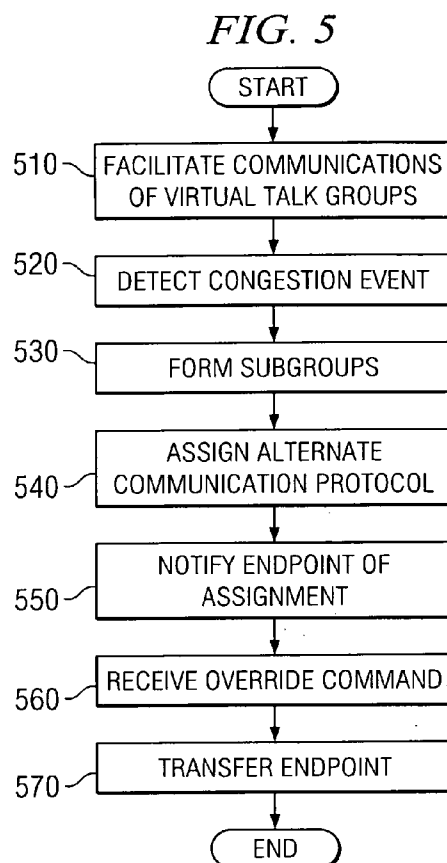 FIG. 5
START
510
FACILITATE COMMUNICATIONS
OF VIRTUAL TALK GROUPS
520
DETECT CONGESTION EVENT
530
FORM SUBGROUPS
540
ASSIGN ALTERNATE
COMMUNICATION PROTOCOL
550
NOTIFY ENDPOINT OF
ASSIGNMENT
560
RECEIVE OVERRIDE COMMAND
570
TRANSFER ENDPOINT
END